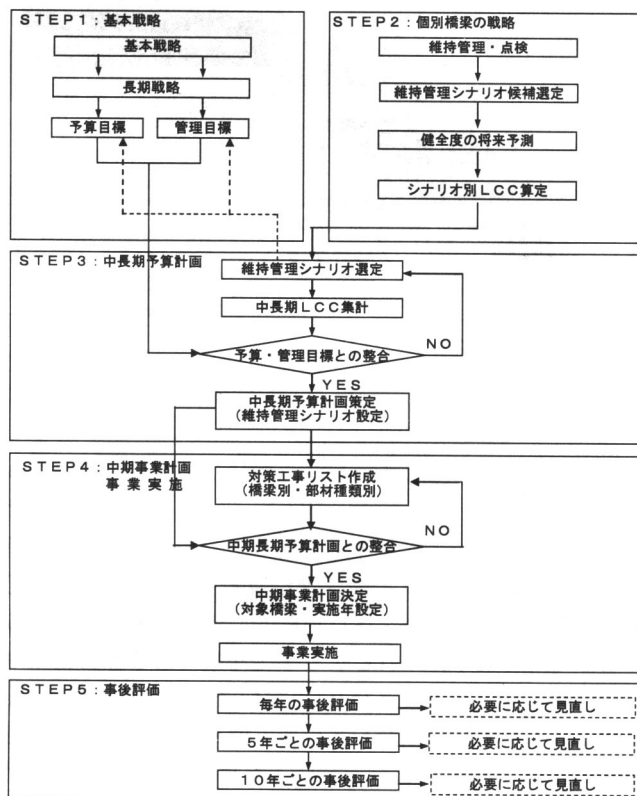 STEP1:基本戦略
基本戦略
長期戦略
予算目標
管理目標
STEP2:個別橋梁の戦略
維持管理・点検
維持管理シナリオ候補選定
健全度の将来予測
シナリオ別LCC算定
STEP3:中長期予算計画
維持管理シナリオ選定
中長期LCC集計
予算・管理目標との整合
NO
YES
中長期予算計画策定
(維持管理シナリオ設定)
STEP4:中期事業計画
事業実施
対策工事リスト作成
(橋梁別・部材種類別)
中期長期予算計画との整合
NO
YES
中期事業計画決定
(対象橋梁・実施年設定)
事業実施
STEP5:事後評価
毎年の事後評価
必要に応じて見直し
5年ごとの事後評価
必要に応じて見直し
10年ごとの事後評価
必要に応じて見直し